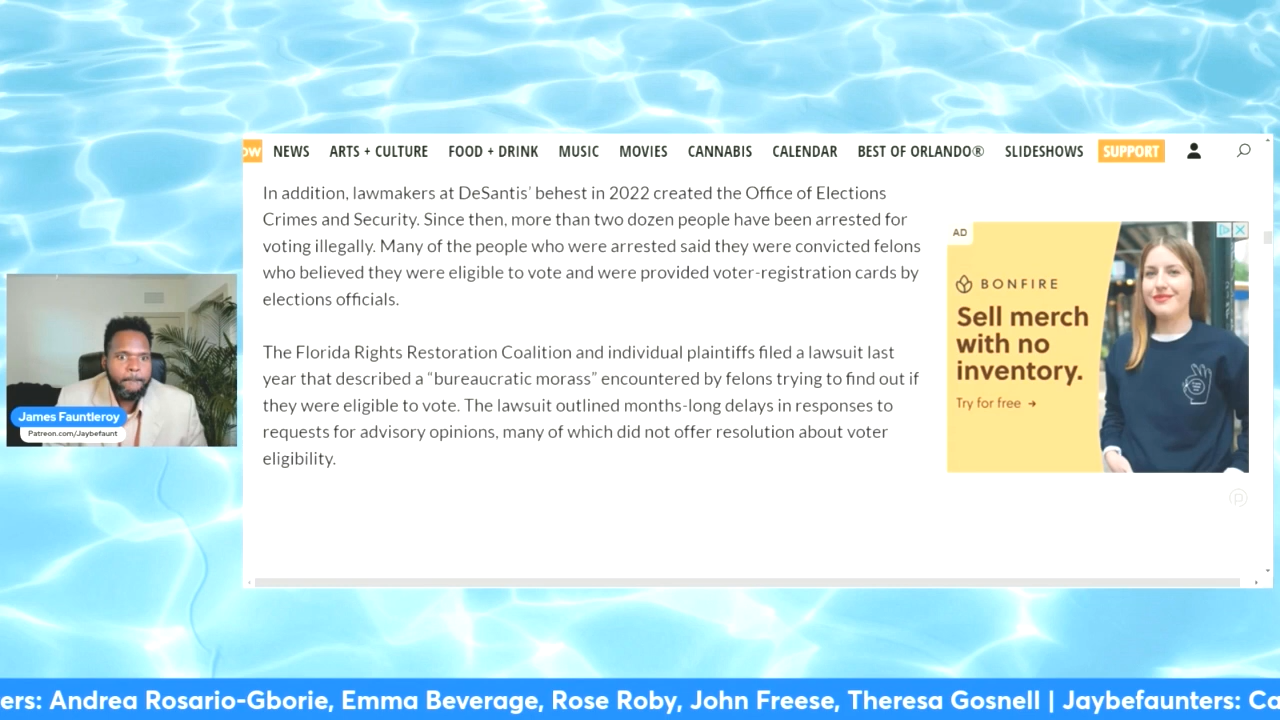 OW NEWS ARTS + CULTURE FOOD + DRINK MUSIC MOVIES CANNABIS CALENDAR BEST OF ORLANDO® SLIDESHOWS SUPPORT
In addition, lawmakers at DeSantis’ behest in 2022 created the Office of Elections
Crimes and Security. Since then, more than two dozen people have been arrested for
voting illegally. Many of the people who were arrested said they were convicted felons
who believed they were eligible to vote and were provided voter-registration cards by
elections officials.
The Florida Rights Restoration Coalition and individual plaintiffs filed a lawsuit last
year that described a “bureaucratic morass” encountered by felons trying to find out if
they were eligible to vote. The lawsuit outlined months-long delays in responses to
requests for advisory opinions, many of which did not offer resolution about voter
eligibility.
AD
BONFIRE
Sell merch
with no
inventory.
Try for free →
James Fauntleroy
Patreon.com/Jaybefaunt
ers: Andrea Rosario-Gborie, Emma Beverage, Rose Roby, John Freese, Theresa Gosnell | Jaybefaunters: Co